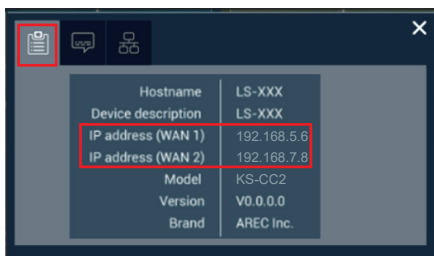 Hostname LS-XXX
Device description LS-XXX
IP address (WAN 1) 192.168.5.6
IP address (WAN 2) 192.168.7.8
Model KS-CC2
Version V0.0.0.0
Brand AREC Inc.